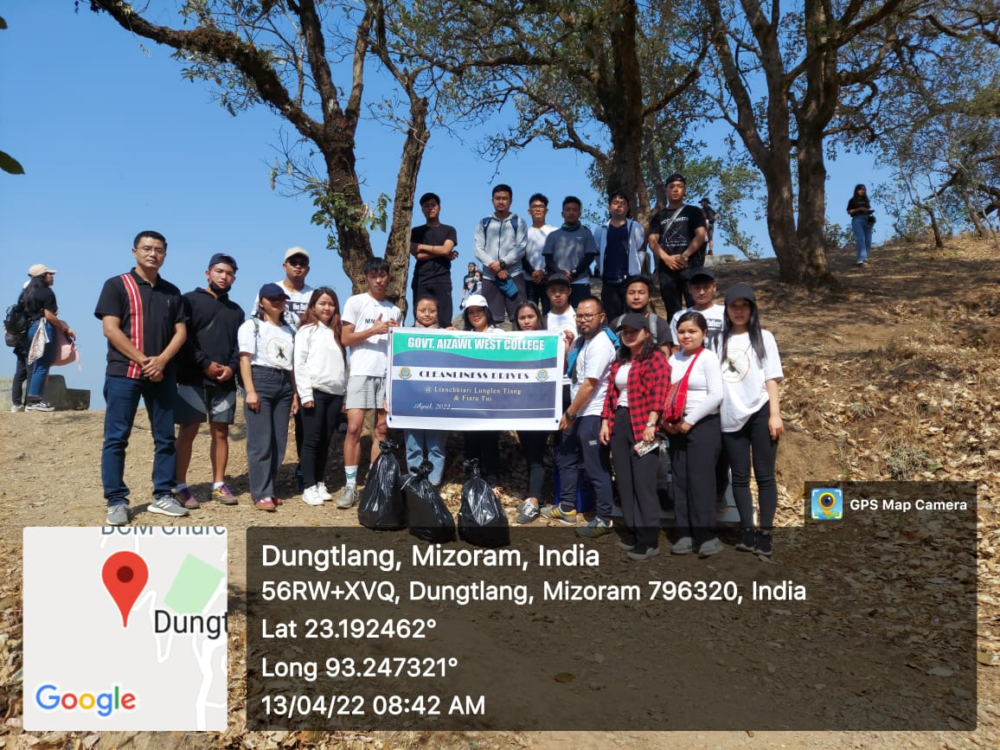 GOVT. AIZAWL WEST COLLEGE
CLEANLINESS DRIVES
@ Lianchhiari Lunglen Tlang
& Fiara Tui
April, 2022
GPS Map Camera
Dungtlang, Mizoram, India
56RW+XVQ, Dungtlang, Mizoram 796320, India
Lat 23.192462°
Long 93.247321°
13/04/22 08:42 AM
BCM Churc
Dungt
Google